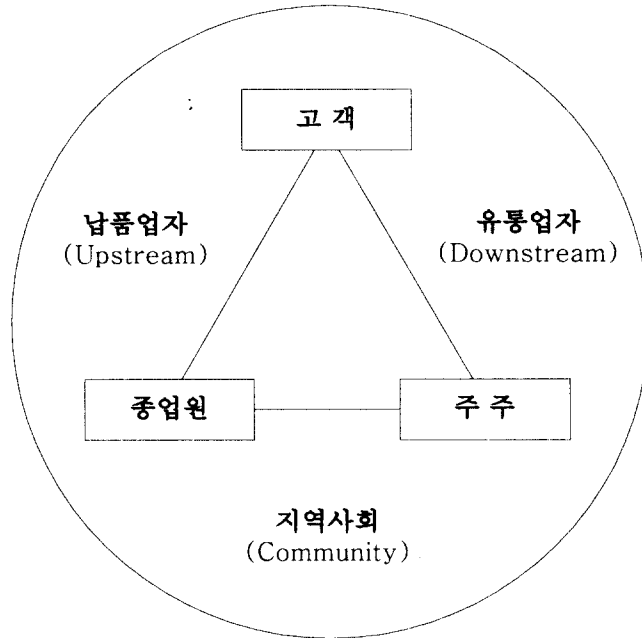 고 객
납품업자
(Upstream)
유통업자
(Downstream)
종업원
주 주
지역사회
(Community)